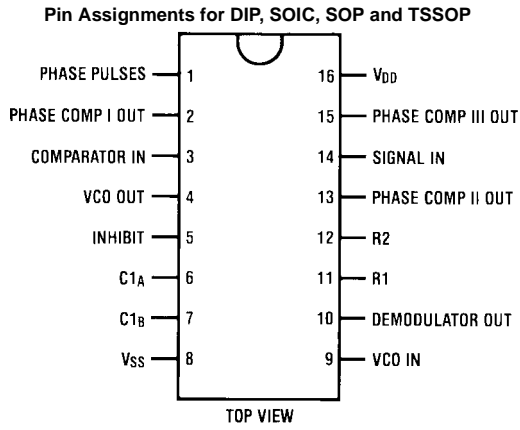 Pin Assignments for DIP, SOIC, SOP and TSSOP
PHASE PULSES 1 16 VDD
PHASE COMP I OUT 2 15 PHASE COMP III OUT
COMPARATOR IN 3 14 SIGNAL IN
VCO OUT 4 13 PHASE COMP II OUT
INHIBIT 5 12 R2
C1A 6 11 R1
C1B 7 10 DEMODULATOR OUT
VSS 8 9 VCO IN
TOP VIEW